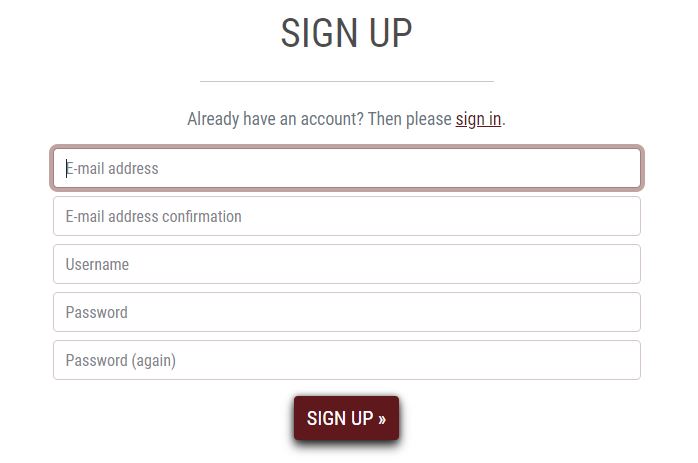 SIGN UP
Already have an account? Then please sign in.
E-mail address
E-mail address confirmation
Username
Password
Password (again)
SIGN UP »